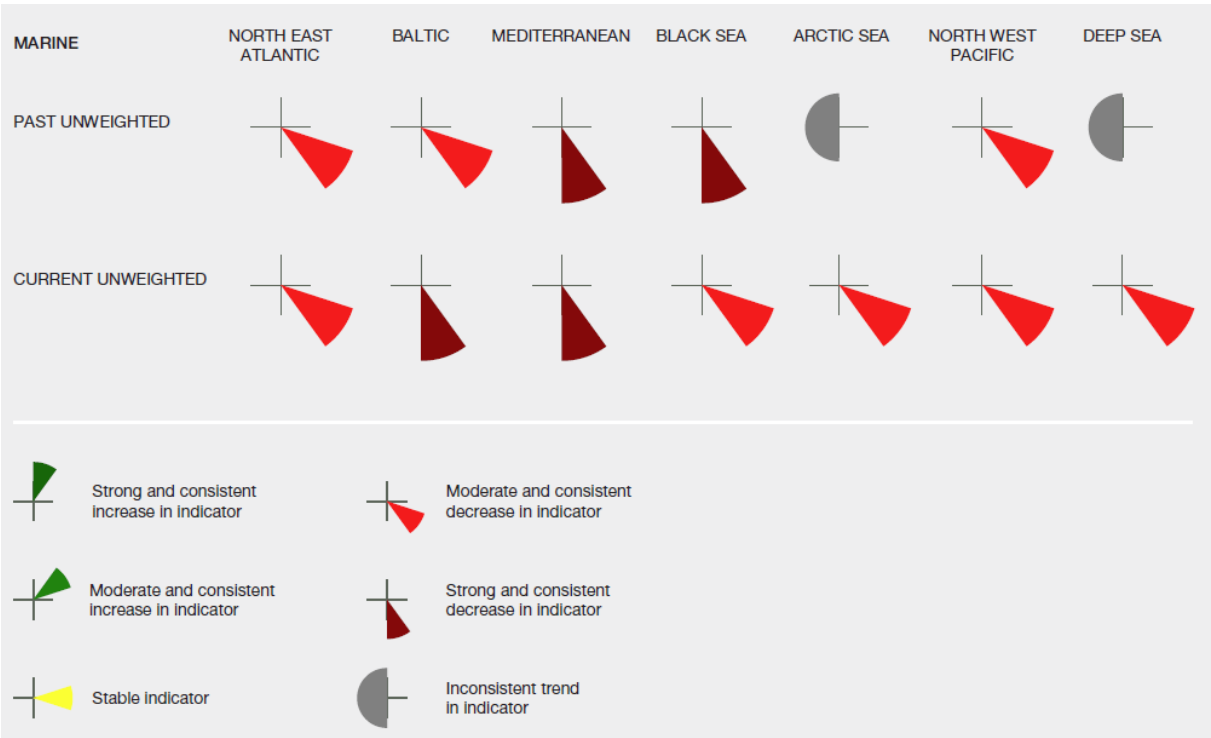 MARINE
NORTH EAST
ATLANTIC
BALTIC
MEDITERRANEAN
BLACK SEA
ARCTIC SEA
NORTH WEST
PACIFIC
DEEP SEA
PAST UNWEIGHTED
CURRENT UNWEIGHTED
Strong and consistent
increase in indicator
Moderate and consistent
decrease in indicator
Moderate and consistent
increase in indicator
Strong and consistent
decrease in indicator
Stable indicator
Inconsistent trend
in indicator